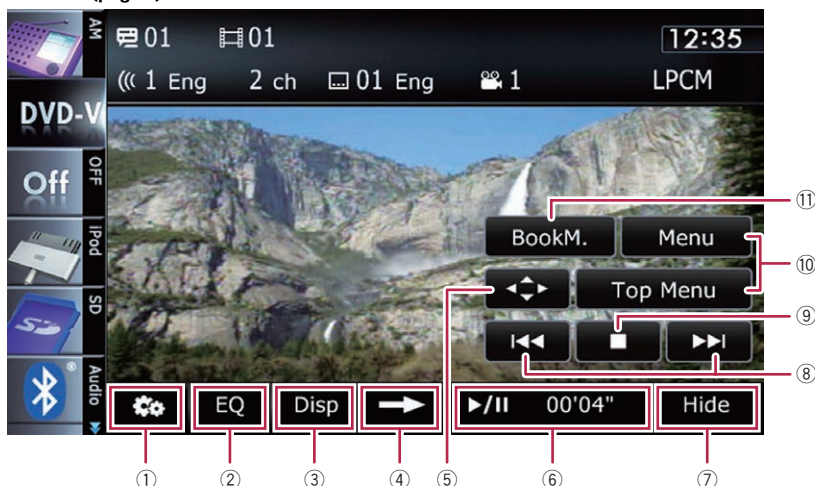 AM
01 01 12:35
1 Eng 2 ch 01 Eng 1 LPCM
DVD-V
Off OFF
iPod
SD
Audio
BookM. Menu
Top Menu
EQ Disp ▶/II 00'04" Hide
⑪
⑩
⑨
⑧
① ② ③ ④ ⑤ ⑥ ⑦